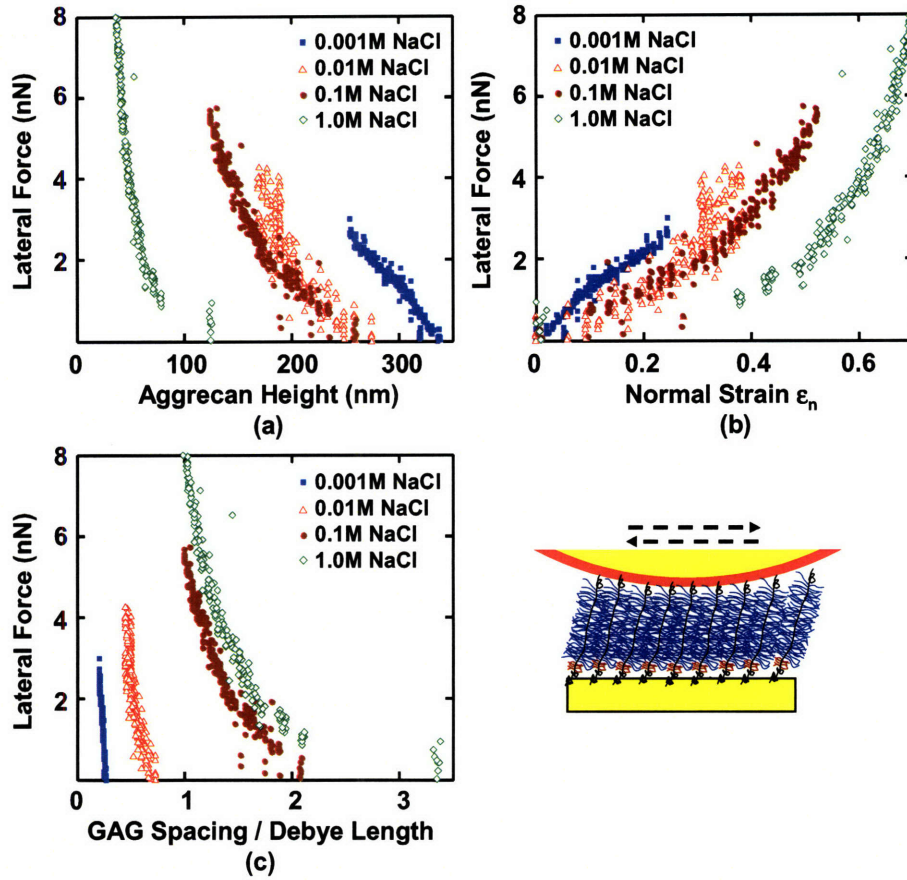 8
6
4
2
Lateral Force (nN)
0.001M NaCl
0.01M NaCl
0.1M NaCl
1.0M NaCl
0
100
200
300
Aggrecan Height (nm)
(a)
8
6
4
2
0
Lateral Force (nN)
0.001M NaCl
0.01M NaCl
0.1M NaCl
1.0M NaCl
0
0.2
0.4
0.6
Normal Strain εn
(b)
8
6
4
2
Lateral Force (nN)
0.001M NaCl
0.01M NaCl
0.1M NaCl
1.0M NaCl
0
1
2
3
GAG Spacing / Debye Length
(c)